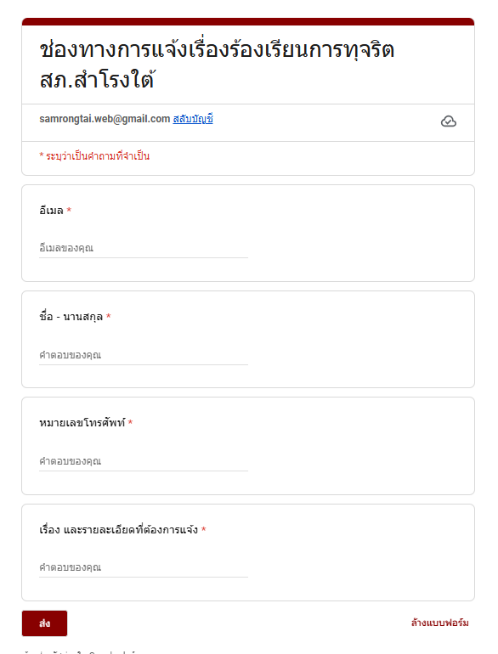 ช่องทางการแจ้งเรื่องร้องเรียนการทุจริต
สภ.สำโรงใต้
samrongtai.web@gmail.com สลับบัญชี
* ระบุว่าเป็นคำถามที่จำเป็น
อีเมล *
อีเมลของคุณ
ชื่อ - นานสกุล *
คำตอบของคุณ
หมายเลขโทรศัพท์ *
คำตอบของคุณ
เรื่อง และรายละเอียดที่ต้องการแจ้ง *
คำตอบของคุณ
ส่ง
ล้างแบบฟอร์ม